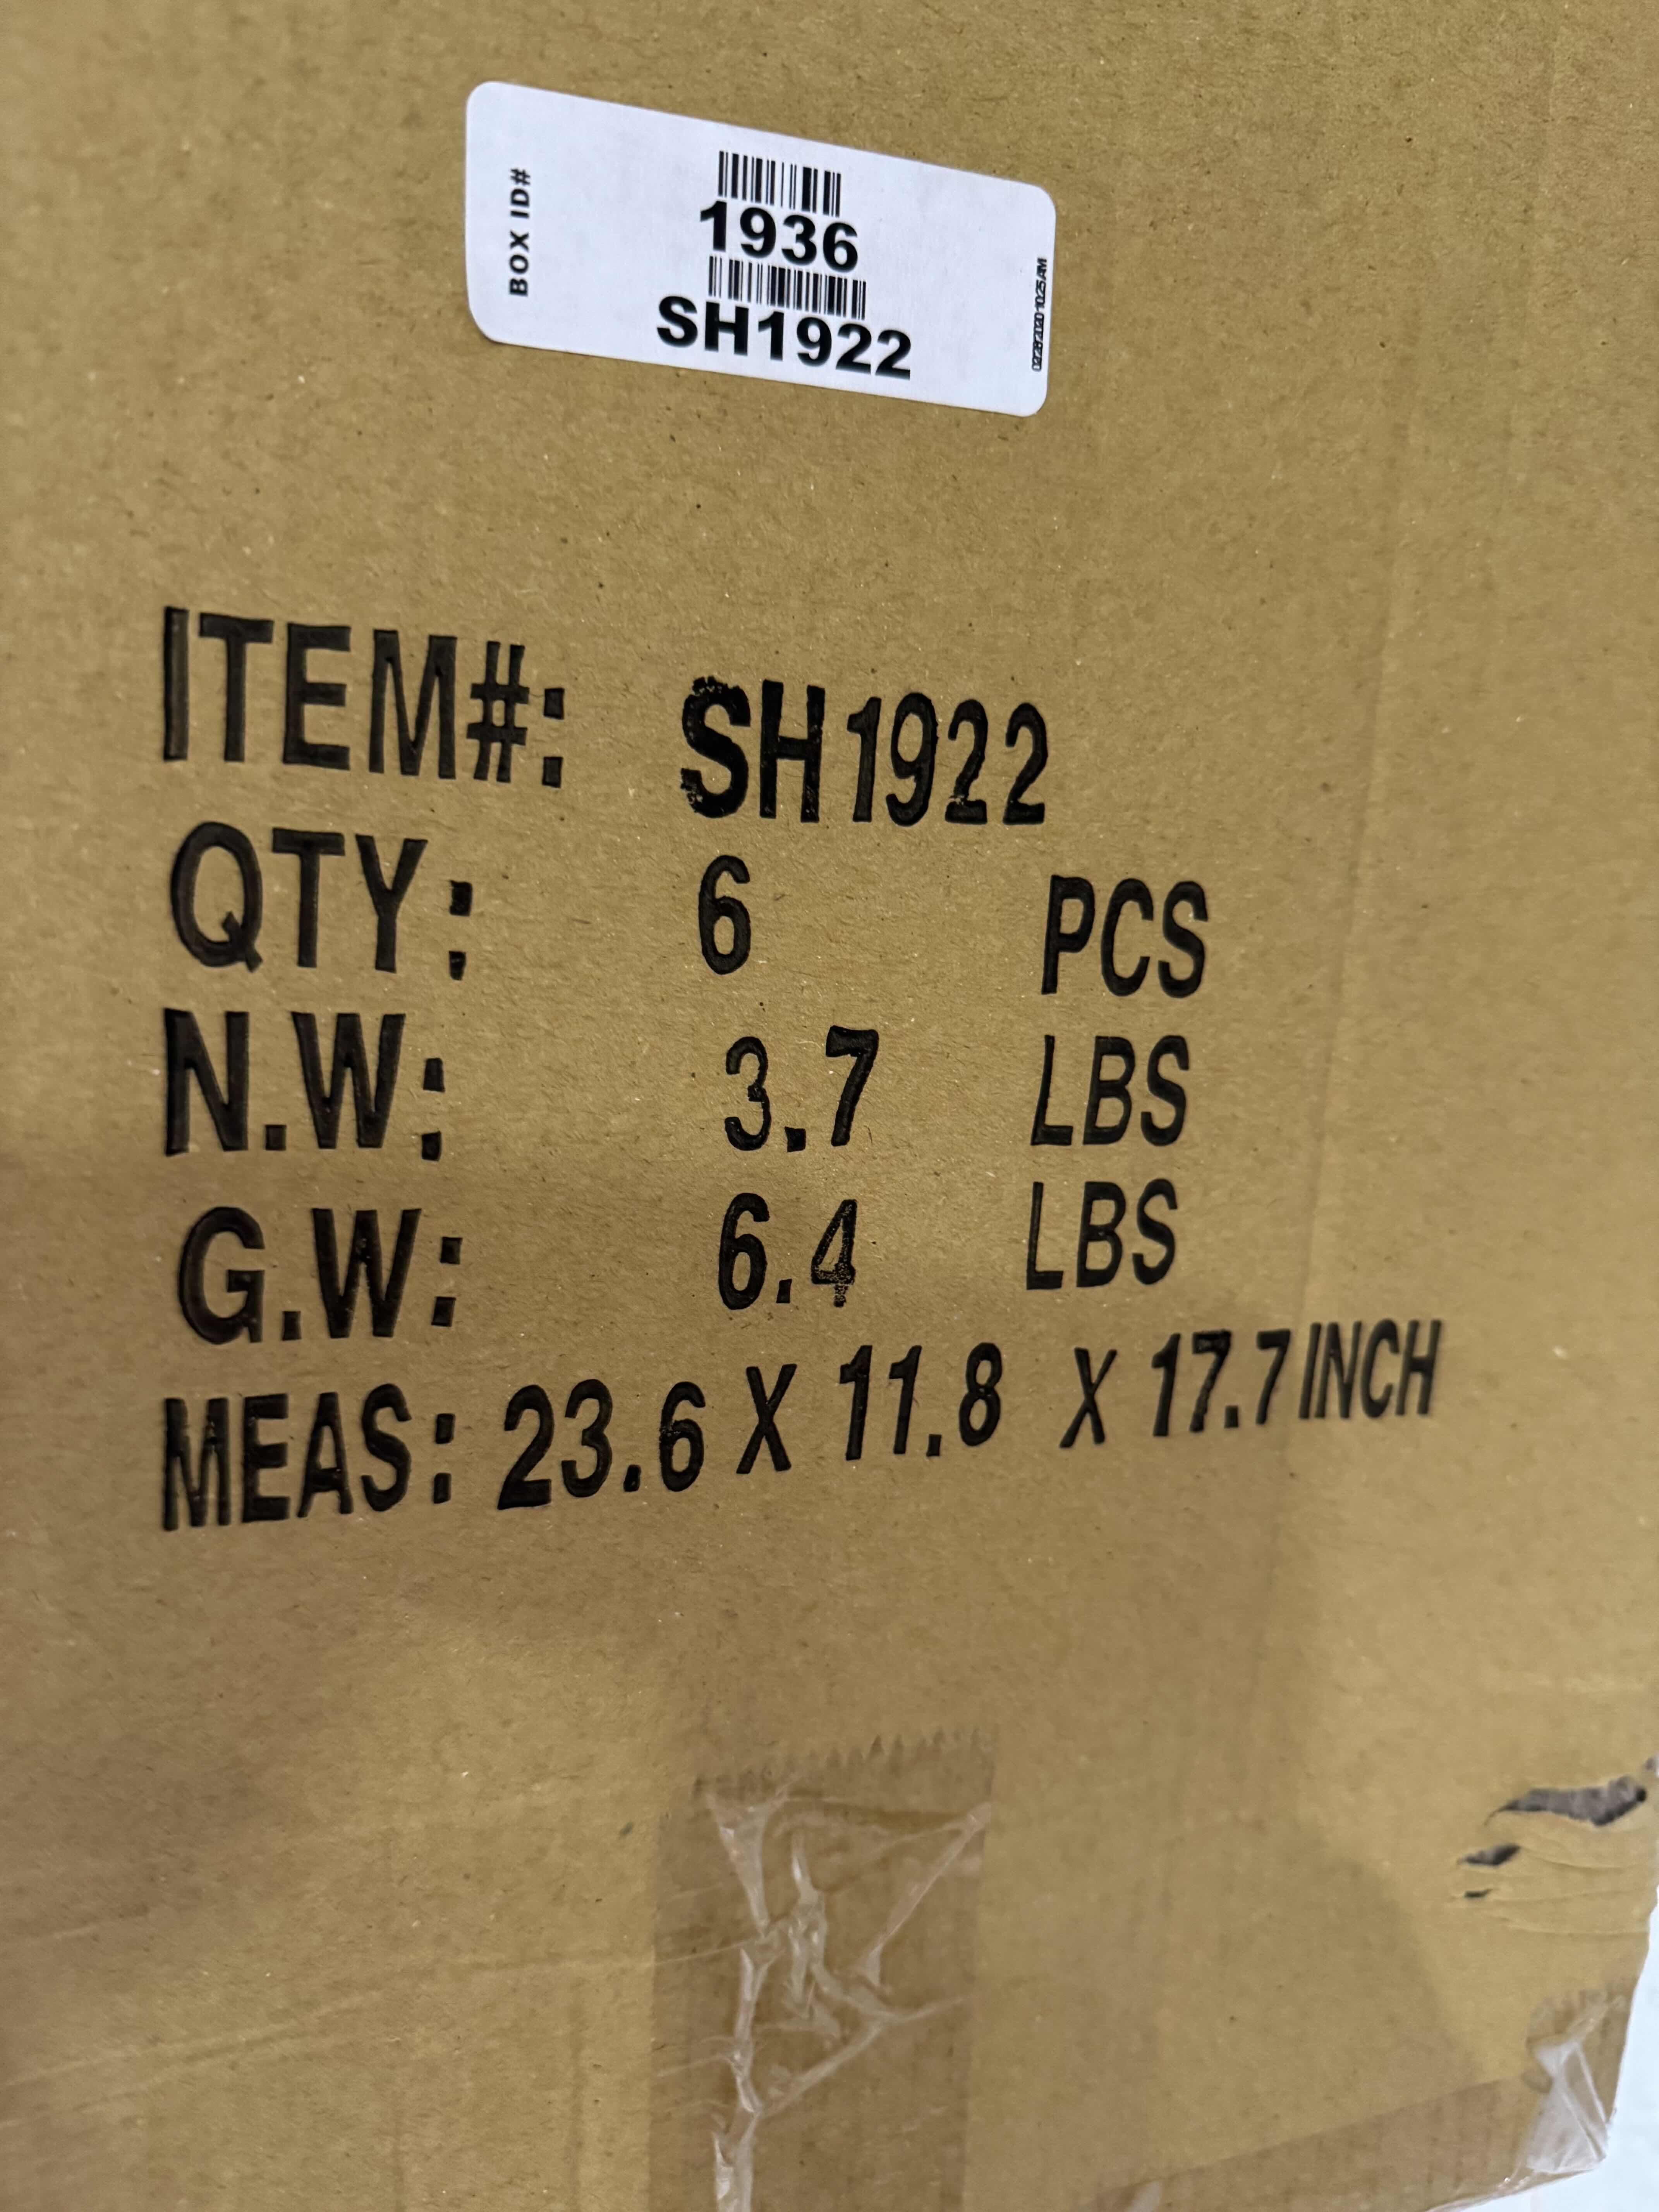 BOX ID#
1936
SH1922
ITEM#: SH1922
QTY: 6 PCS
N.W: 3.7 LBS
G.W: 6.4 LBS
MEAS: 23.6 X 11.8 X 17.7 INCH